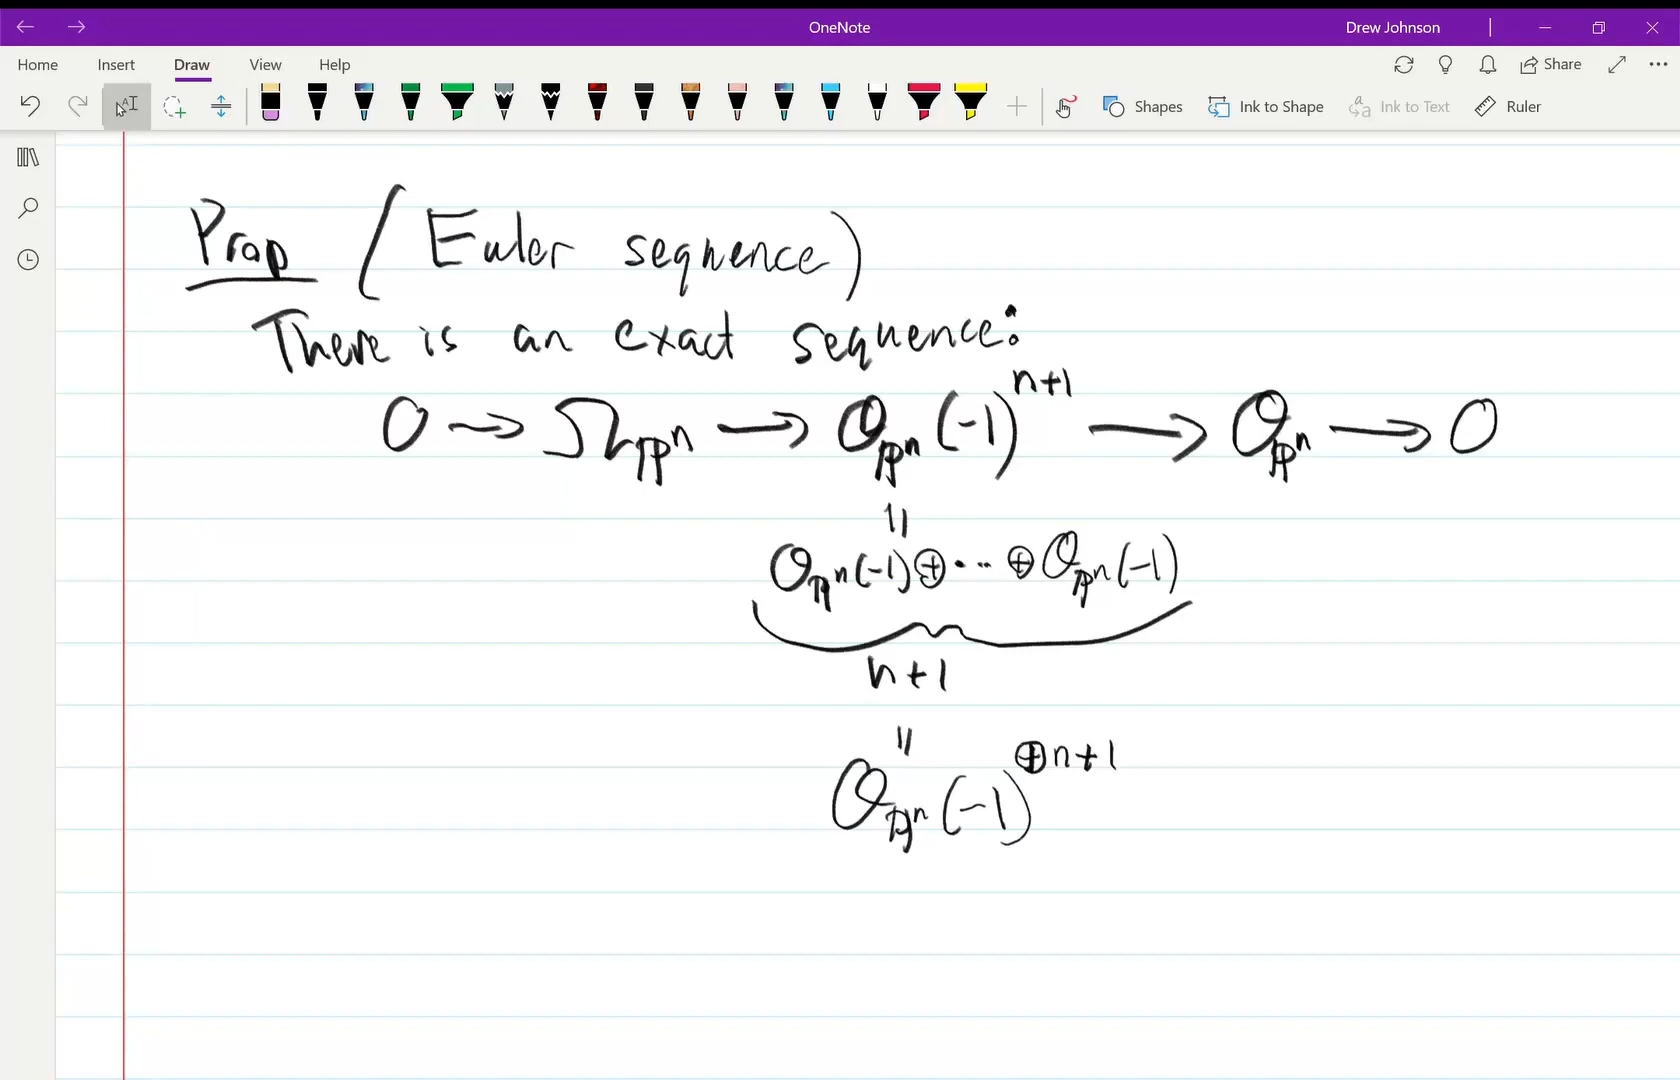 OneNote
Drew Johnson
Home Insert Draw View Help
Share
Shapes Ink to Shape Ink to Text Ruler
Prop (Euler sequence)
There is an exact sequence:
0 → Ω_ℙⁿ → 𝒪_ℙⁿ(-1)ⁿ⁺¹ → 𝒪_ℙⁿ → 0
=
𝒪_ℙⁿ(-1) ⊕ ... ⊕ 𝒪_ℙⁿ(-1)
n+1
=
𝒪_ℙⁿ(-1)^⊕n+1